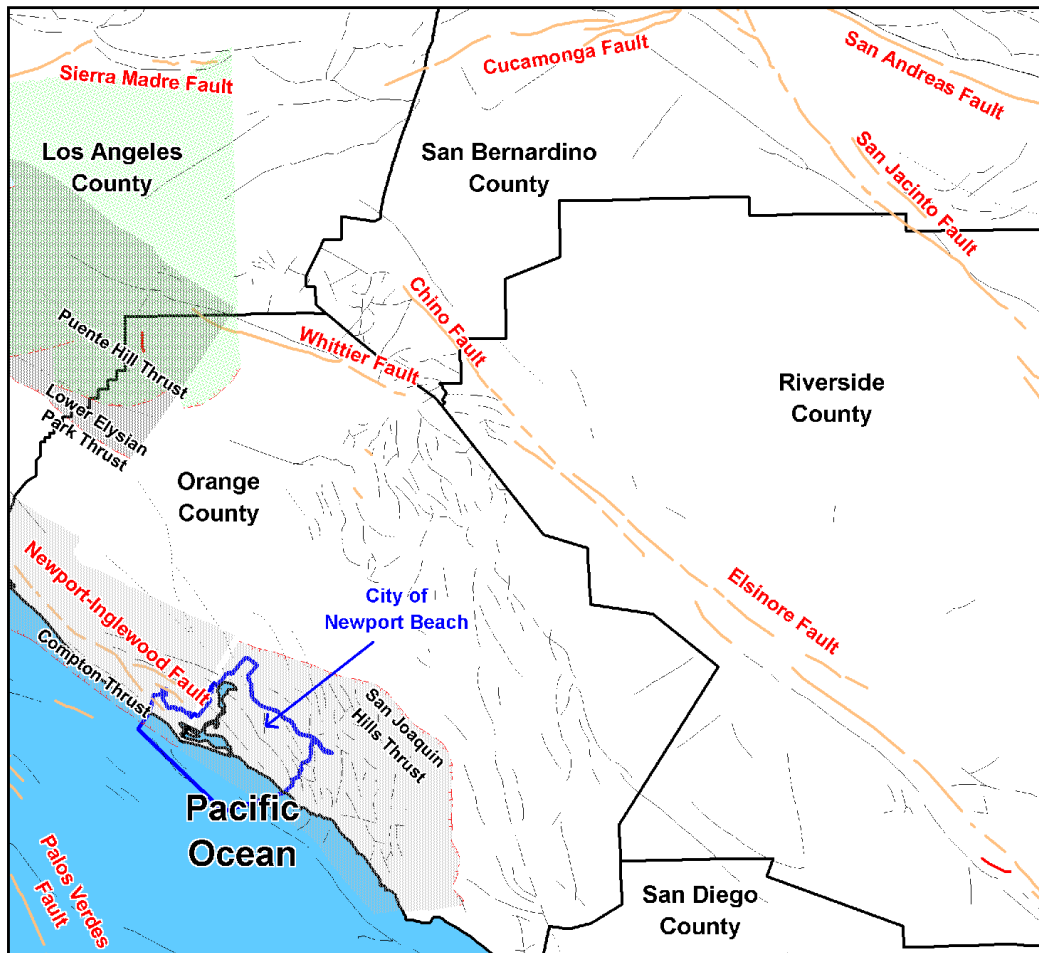 Sierra Madre Fault
Cucamonga Fault
San Andreas Fault
Los Angeles
County
San Bernardino
County
San Jacinto Fault
Chino Fault
Puente Hill Thrust
Whittier Fault
Riverside
County
Lower Elysian
Park Thrust
Orange
County
Newport-Inglewood Fault
City of
Newport Beach
Elsinore Fault
Compton-Thrust
San Joaquin
Hills Thrust
Pacific
Ocean
Palos Verdes
Fault
San Diego
County